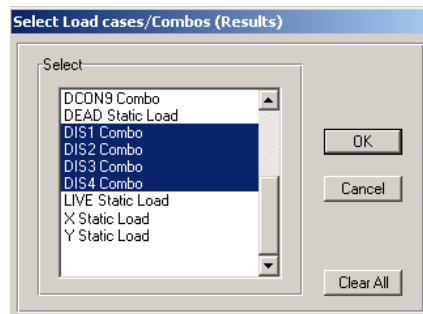 Select Load cases/Combos (Results)
Select
DCON9 Combo
DEAD Static Load
DIS1 Combo
DIS2 Combo
DIS3 Combo
DIS4 Combo
LIVE Static Load
X Static Load
Y Static Load
OK
Cancel
Clear All